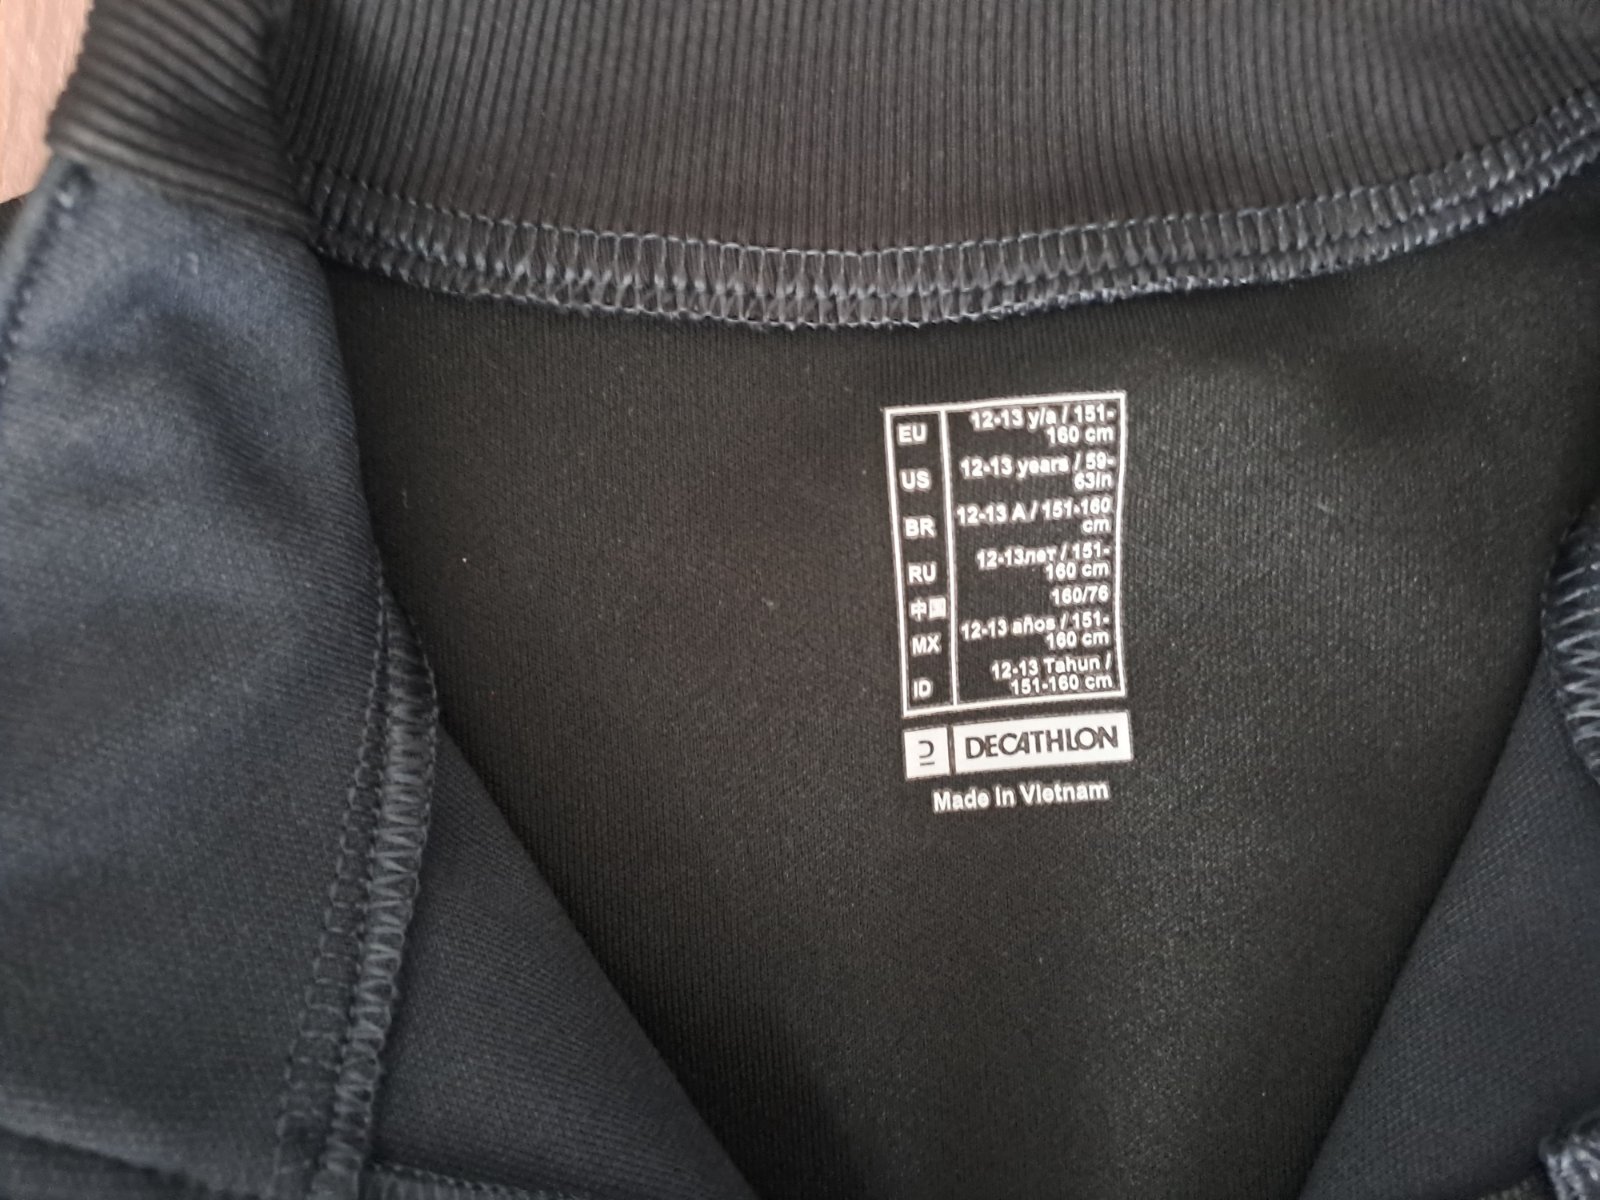 EU 12-13 y/a / 151-
160 cm
US 12-13 years / 59-
63in
BR 12-13 A / 151-160
cm
RU 12-13лет / 151-
160 cm
中国 160/76
MX 12-13 años / 151-
160 cm
ID 12-13 Tahun /
151-160 cm
DECATHLON
Made in Vietnam